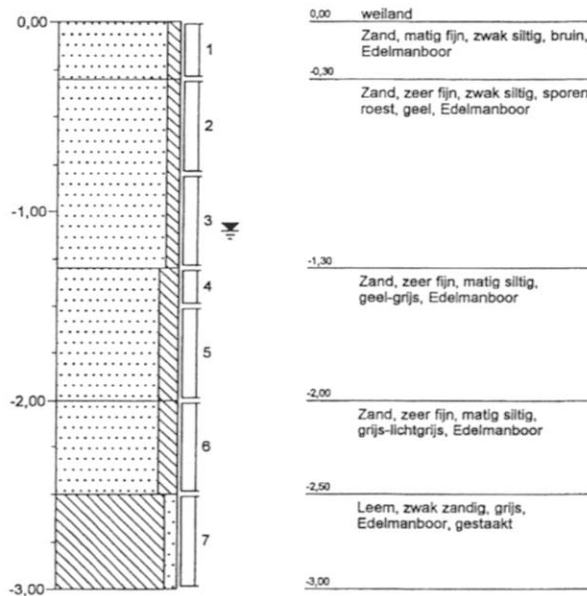 0,00
-1,00
-2,00
-3,00
1
2
3
4
5
6
7
0,00 weiland
Zand, matig fijn, zwak siltig, bruin,
Edelmanboor
-0,30
Zand, zeer fijn, zwak siltig, sporen
roest, geel, Edelmanboor
-1,30
Zand, zeer fijn, matig siltig,
geel-grijs, Edelmanboor
-2,00
Zand, zeer fijn, matig siltig,
grijs-lichtgrijs, Edelmanboor
-2,50
Leem, zwak zandig, grijs,
Edelmanboor, gestaakt
-3,00